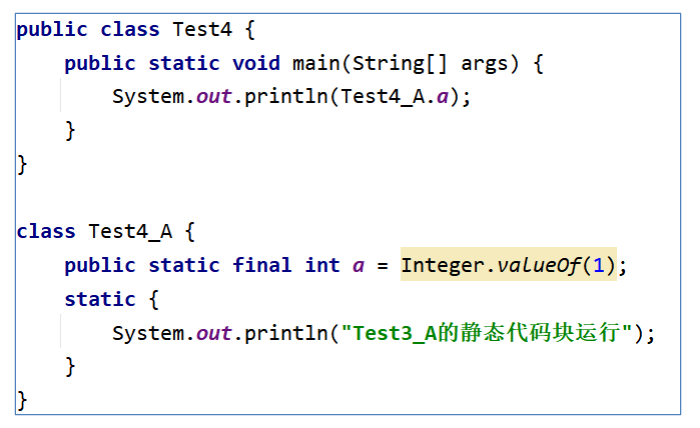 public class Test4 {
    public static void main(String[] args) {
        System.out.println(Test4_A.a);
    }
}

class Test4_A {
    public static final int a = Integer.valueOf(1);
    static {
        System.out.println("Test3_A的静态代码块运行");
    }
}